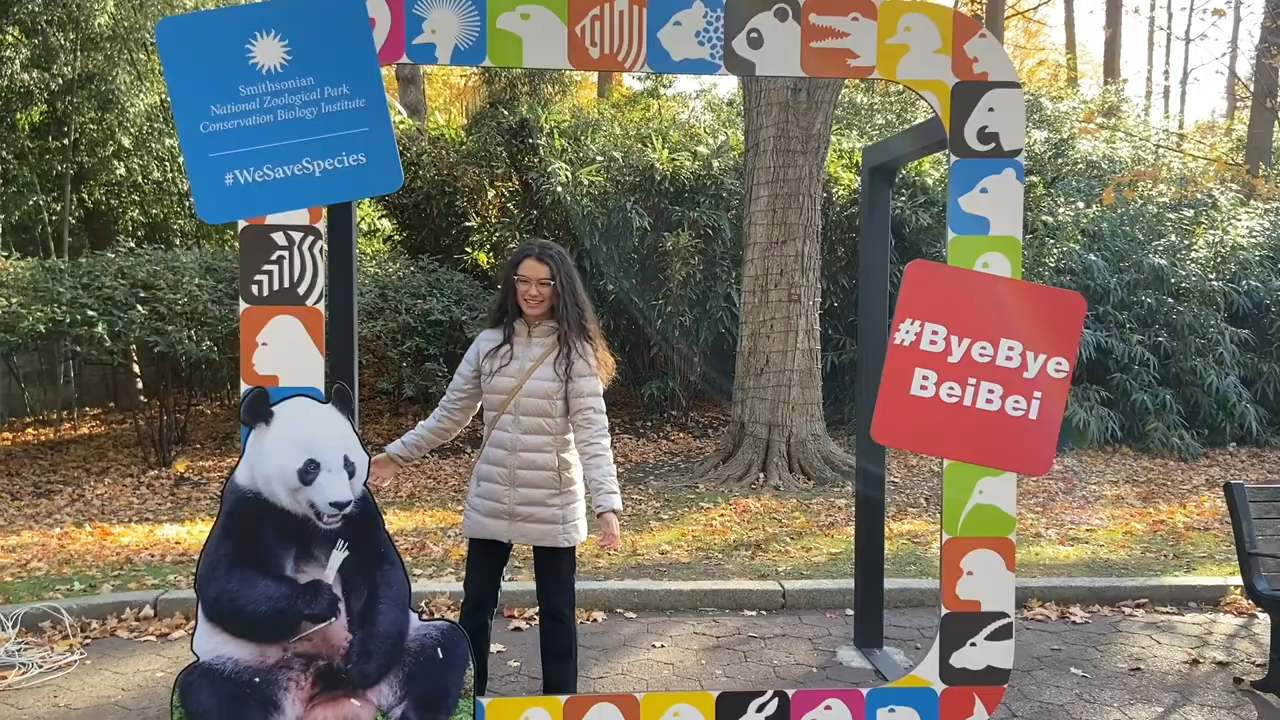 Smithsonian
National Zoological Park
Conservation Biology Institute
#WeSaveSpecies
#ByeBye
BeiBei